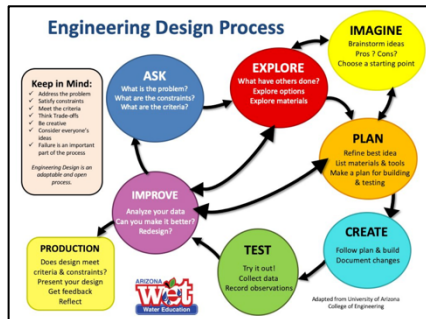 Engineering Design Process
IMAGINE
Brainstorm ideas
Pros ? Cons?
Choose a starting point
EXPLORE
What have others done?
Explore options
Explore materials
ASK
What is the problem?
What are the constraints?
What are the criteria?
Keep in Mind:
✓ Address the problem
✓ Satisfy constraints
✓ Meet the criteria
✓ Think Trade-offs
✓ Be creative
✓ Consider everyone's
ideas
✓ Failure is an important
part of the process
Engineering Design is an
adaptable and open
process.
PLAN
Refine best idea
List materials & tools
Make a plan for building
& testing
IMPROVE
Analyze your data
Can you make it better?
Redesign?
CREATE
Follow plan & build
Document changes
TEST
Try it out!
Collect data
Record observations
PRODUCTION
Does design meet
criteria & constraints?
Present your design
Get feedback
Reflect
ARIZONA
Wet
Water Education
Adapted from University of Arizona
College of Engineering